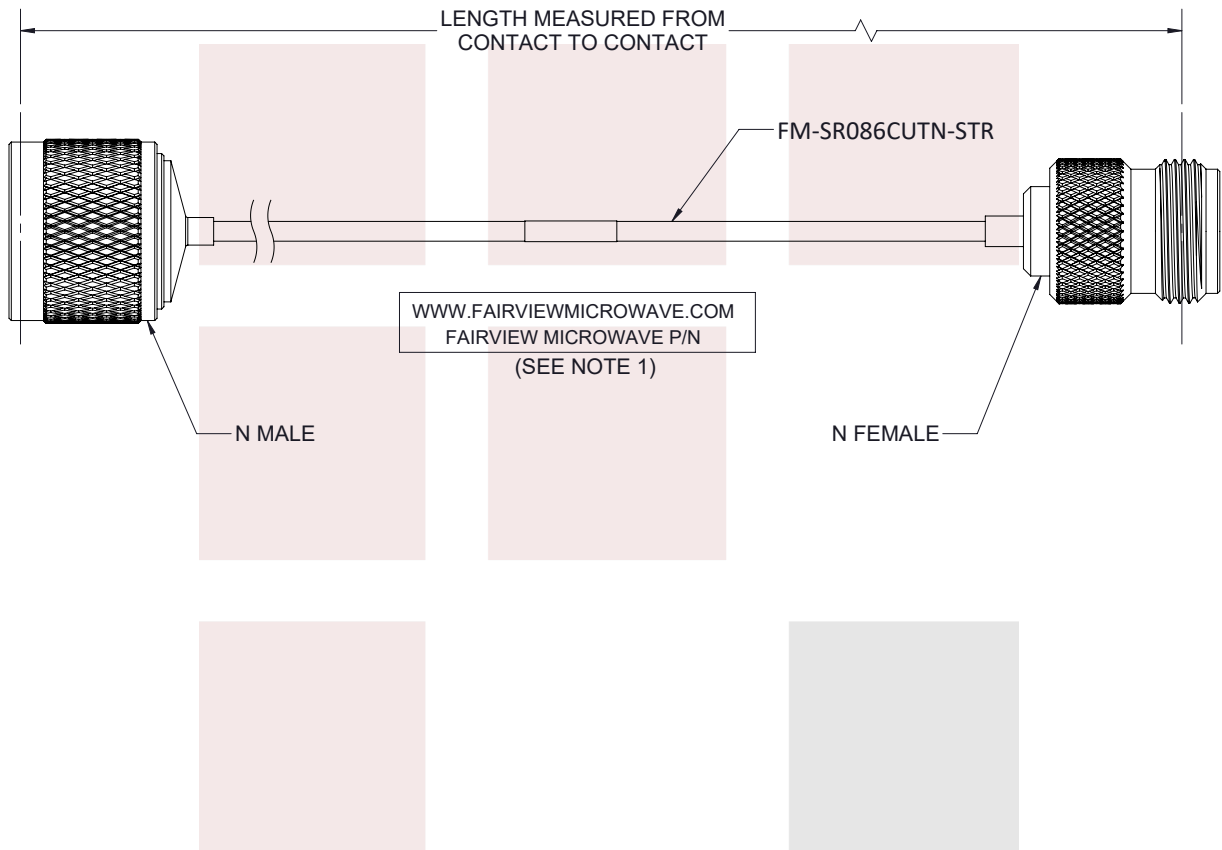 LENGTH MEASURED FROM
CONTACT TO CONTACT
FM-SR086CUTN-STR
WWW.FAIRVIEWMICROWAVE.COM
FAIRVIEW MICROWAVE P/N
(SEE NOTE 1)
N MALE
N FEMALE